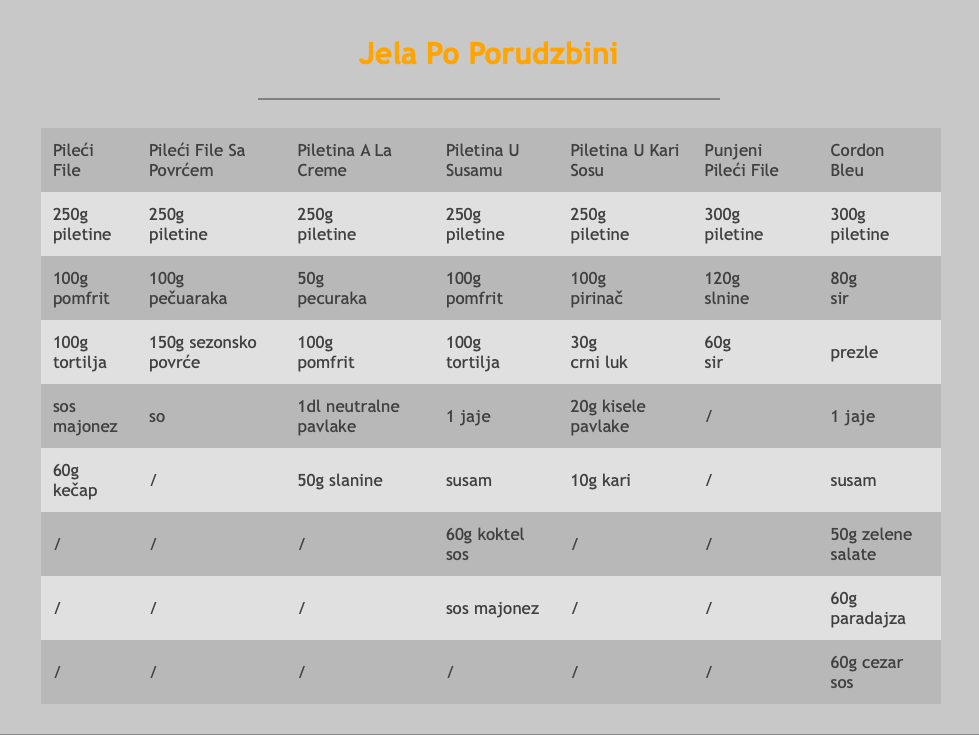 Jela Po Porudzbini
Pileći Pileći File Sa Piletina A La Piletina U Piletina U Kari Punjeni Cordon
File Povrćem Creme Susamu Sosu Pileći File Bleu
250g 250g 250g 250g 250g 300g 300g
piletine piletine piletine piletine piletine piletine piletine
100g 100g 50g 100g 100g 120g 80g
pomfrit pečuaraka pecuraka pomfrit pirinač slnine sir
100g 150g sezonsko 100g 100g 30g 60g prezle
tortilja povrće pomfrit tortilja crni luk sir
sos so 1dl neutralne 1 jaje 20g kisele / 1 jaje
majonez pavlake pavlake
60g / 50g slanine susam 10g kari / susam
kečap
/ / / 60g koktel / / 50g zelene
sos salate
/ / / sos majonez / / 60g
paradajza
/ / / / / / 60g cezar
sos